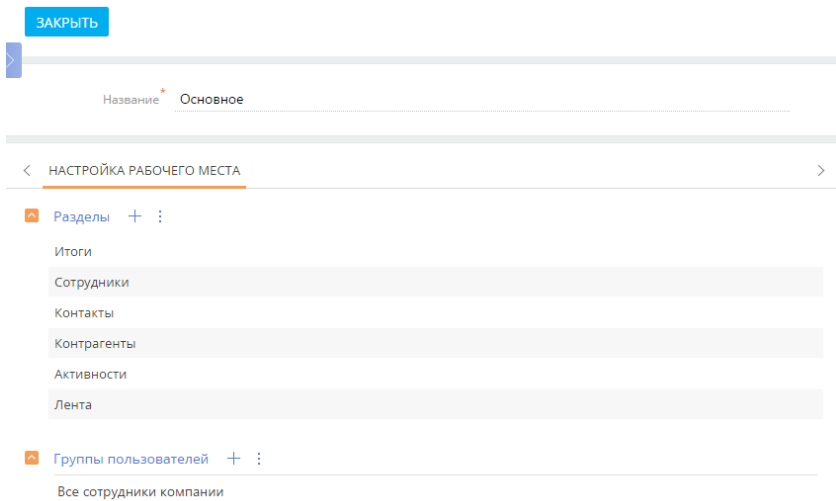 ЗАКРЫТЬ
Название* Основное
НАСТРОЙКА РАБОЧЕГО МЕСТА
Разделы
Итоги
Сотрудники
Контакты
Контрагенты
Активности
Лента
Группы пользователей
Все сотрудники компании